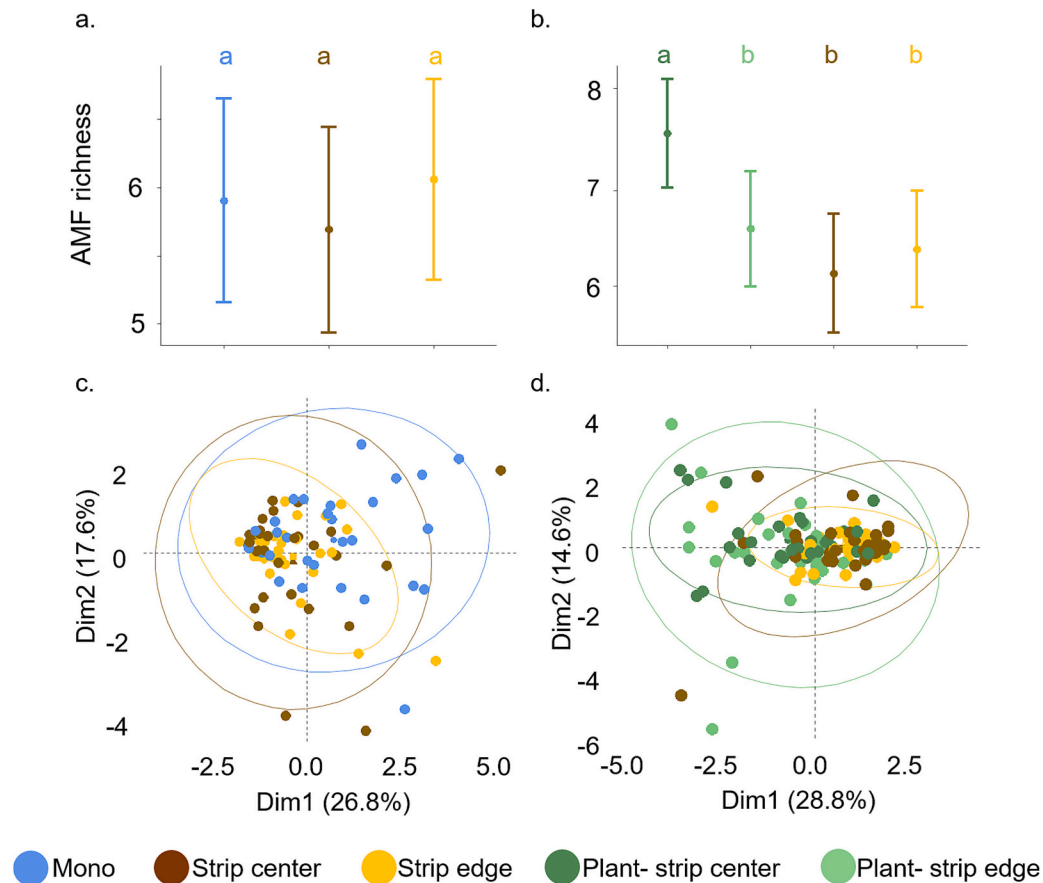 a.
b.
a a a
a b b b
AMF richness
6
5
8
7
6
c.
d.
Dim2 (17.6%)
2
0
-2
-4
-2.5 0.0 2.5 5.0
Dim1 (26.8%)
Dim2 (14.6%)
4
2
0
-2
-4
-6
-5.0 -2.5 0.0 2.5
Dim1 (28.8%)
Mono Strip center Strip edge Plant- strip center Plant- strip edge